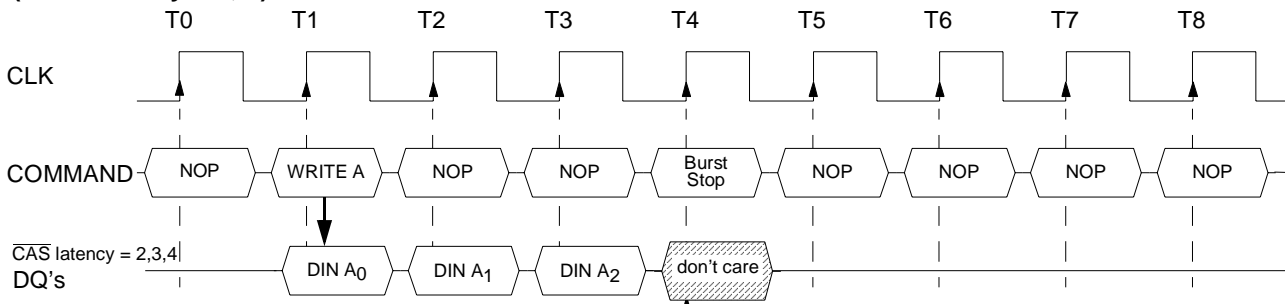 T0 T1 T2 T3 T4 T5 T6 T7 T8
CLK
COMMAND NOP WRITE A NOP NOP Burst Stop NOP NOP NOP NOP
CAS latency = 2,3,4
DQ's DIN A0 DIN A1 DIN A2 don't care